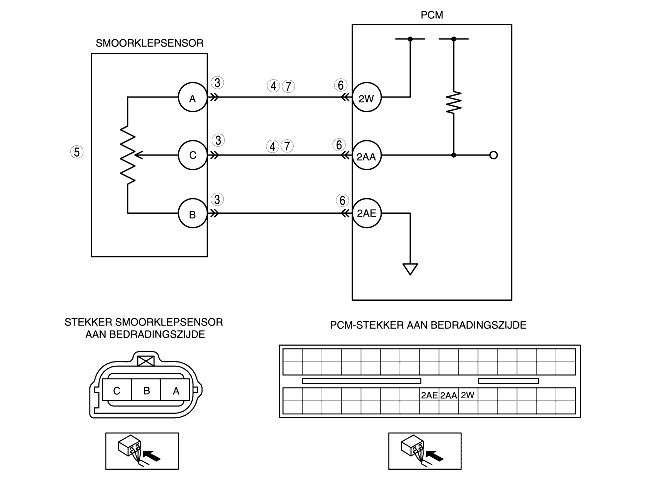 PCM
SMOORKLEPSENSOR
A
3
4 7
6
2W
5
C
3
4 7
6
2AA
B
3
6
2AE
STEKKER SMOORKLEPSENSOR
AAN BEDRADINGSZIJDE
PCM-STEKKER AAN BEDRADINGSZIJDE
C B A
2AE 2AA 2W